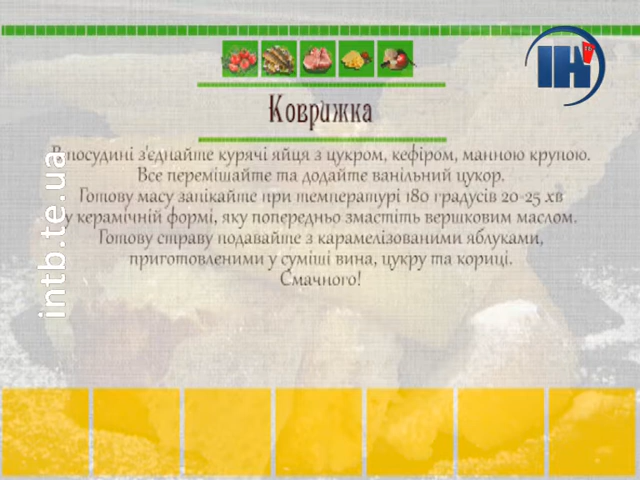 ІНТБ
TV
Коврижка
В посудині з'єднайте курячі яйця з цукром, кефіром, манною крупою.
Все перемішайте та додайте ванільний цукор.
Готову масу запікайте при температурі 180 градусів 20-25 хв
у керамічній формі, яку попередньо змастіть вершковим маслом.
Готову страву подавайте з карамелізованими яблуками,
приготовленими у суміші вина, цукру та кориці.
Смачного!
intb.te.ua